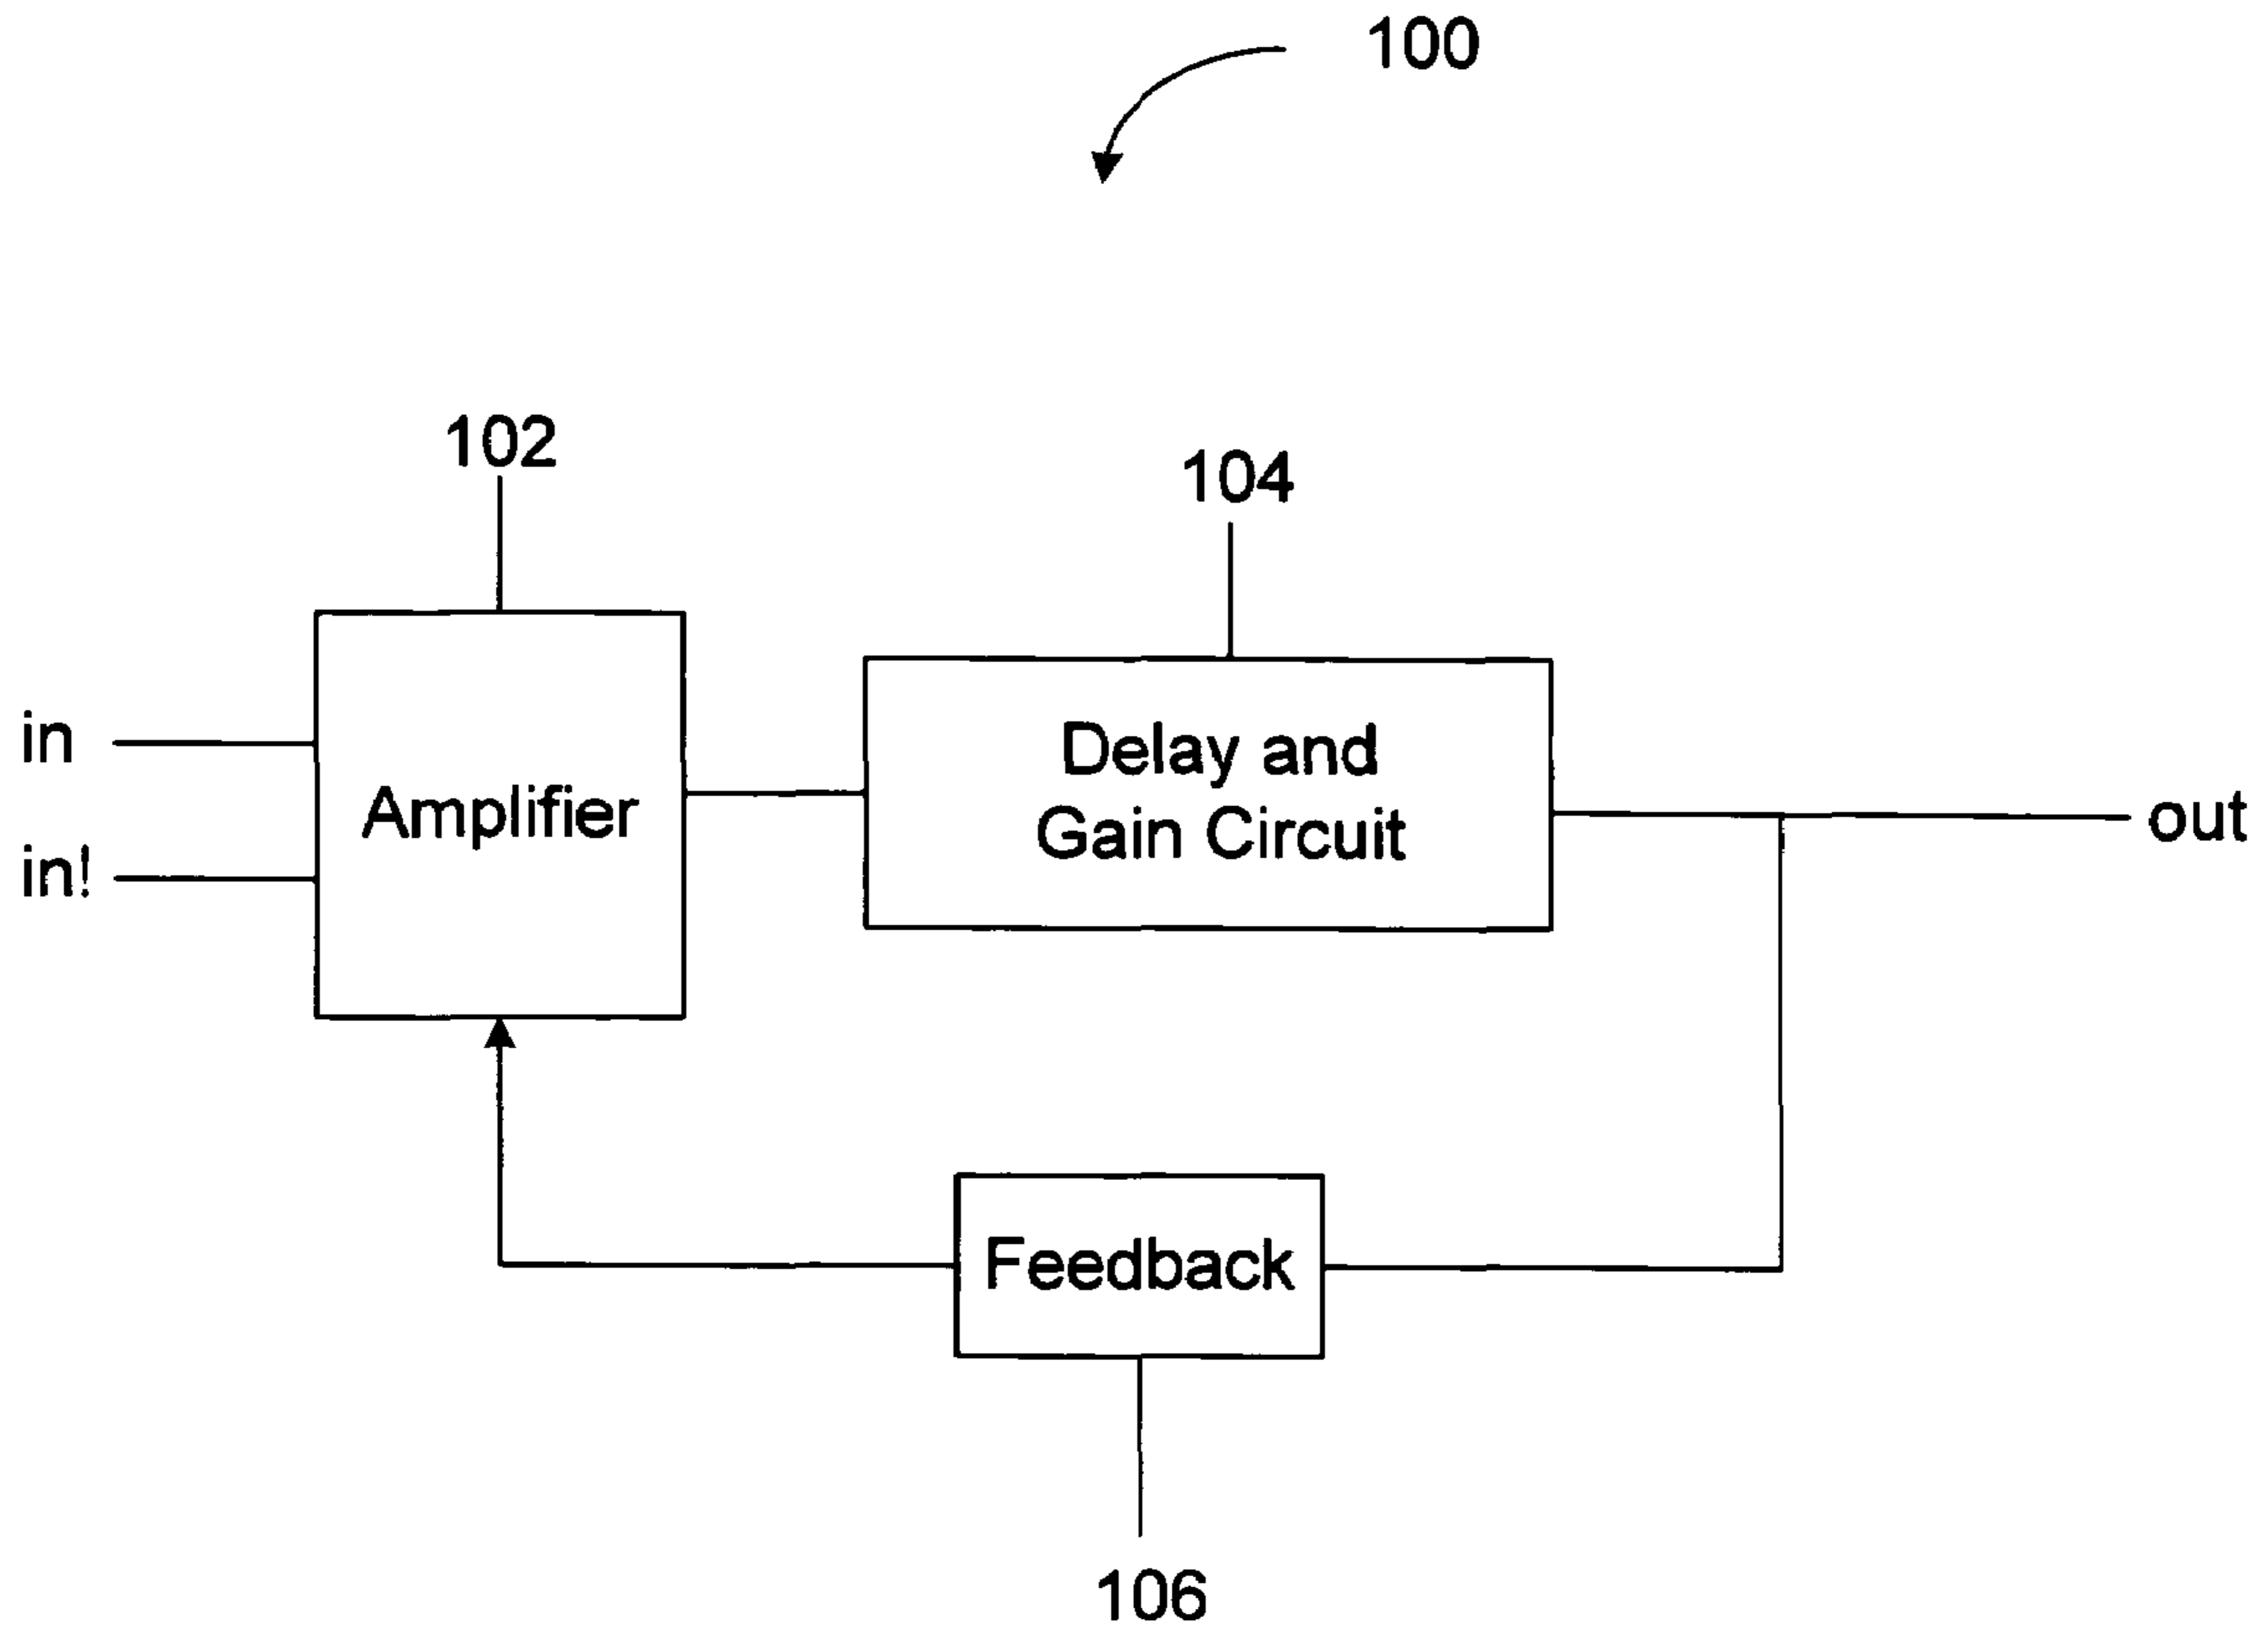 100
102
104
in
in!
Amplifier
Delay and
Gain Circuit
out
Feedback
106